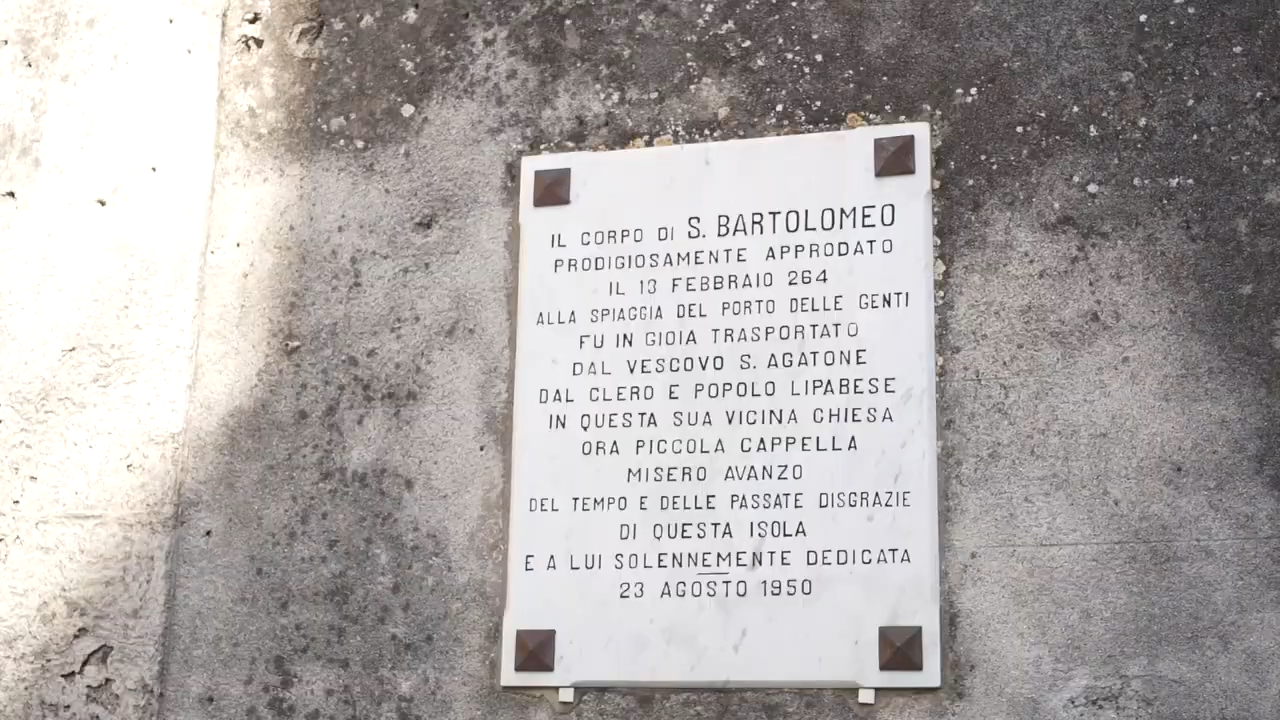 IL CORPO DI S. BARTOLOMEO
PRODIGIOSAMENTE APPRODATO
IL 13 FEBBRAIO 264
ALLA SPIAGGIA DEL PORTO DELLE GENTI
FU IN GIOIA TRASPORTATO
DAL VESCOVO S. AGATONE
DAL CLERO E POPOLO LIPARESE
IN QUESTA SUA VICINA CHIESA
ORA PICCOLA CAPPELLA
MISERO AVANZO
DEL TEMPO E DELLE PASSATE DISGRAZIE
DI QUESTA ISOLA
E A LUI SOLENNEMENTE DEDICATA
23 AGOSTO 1950